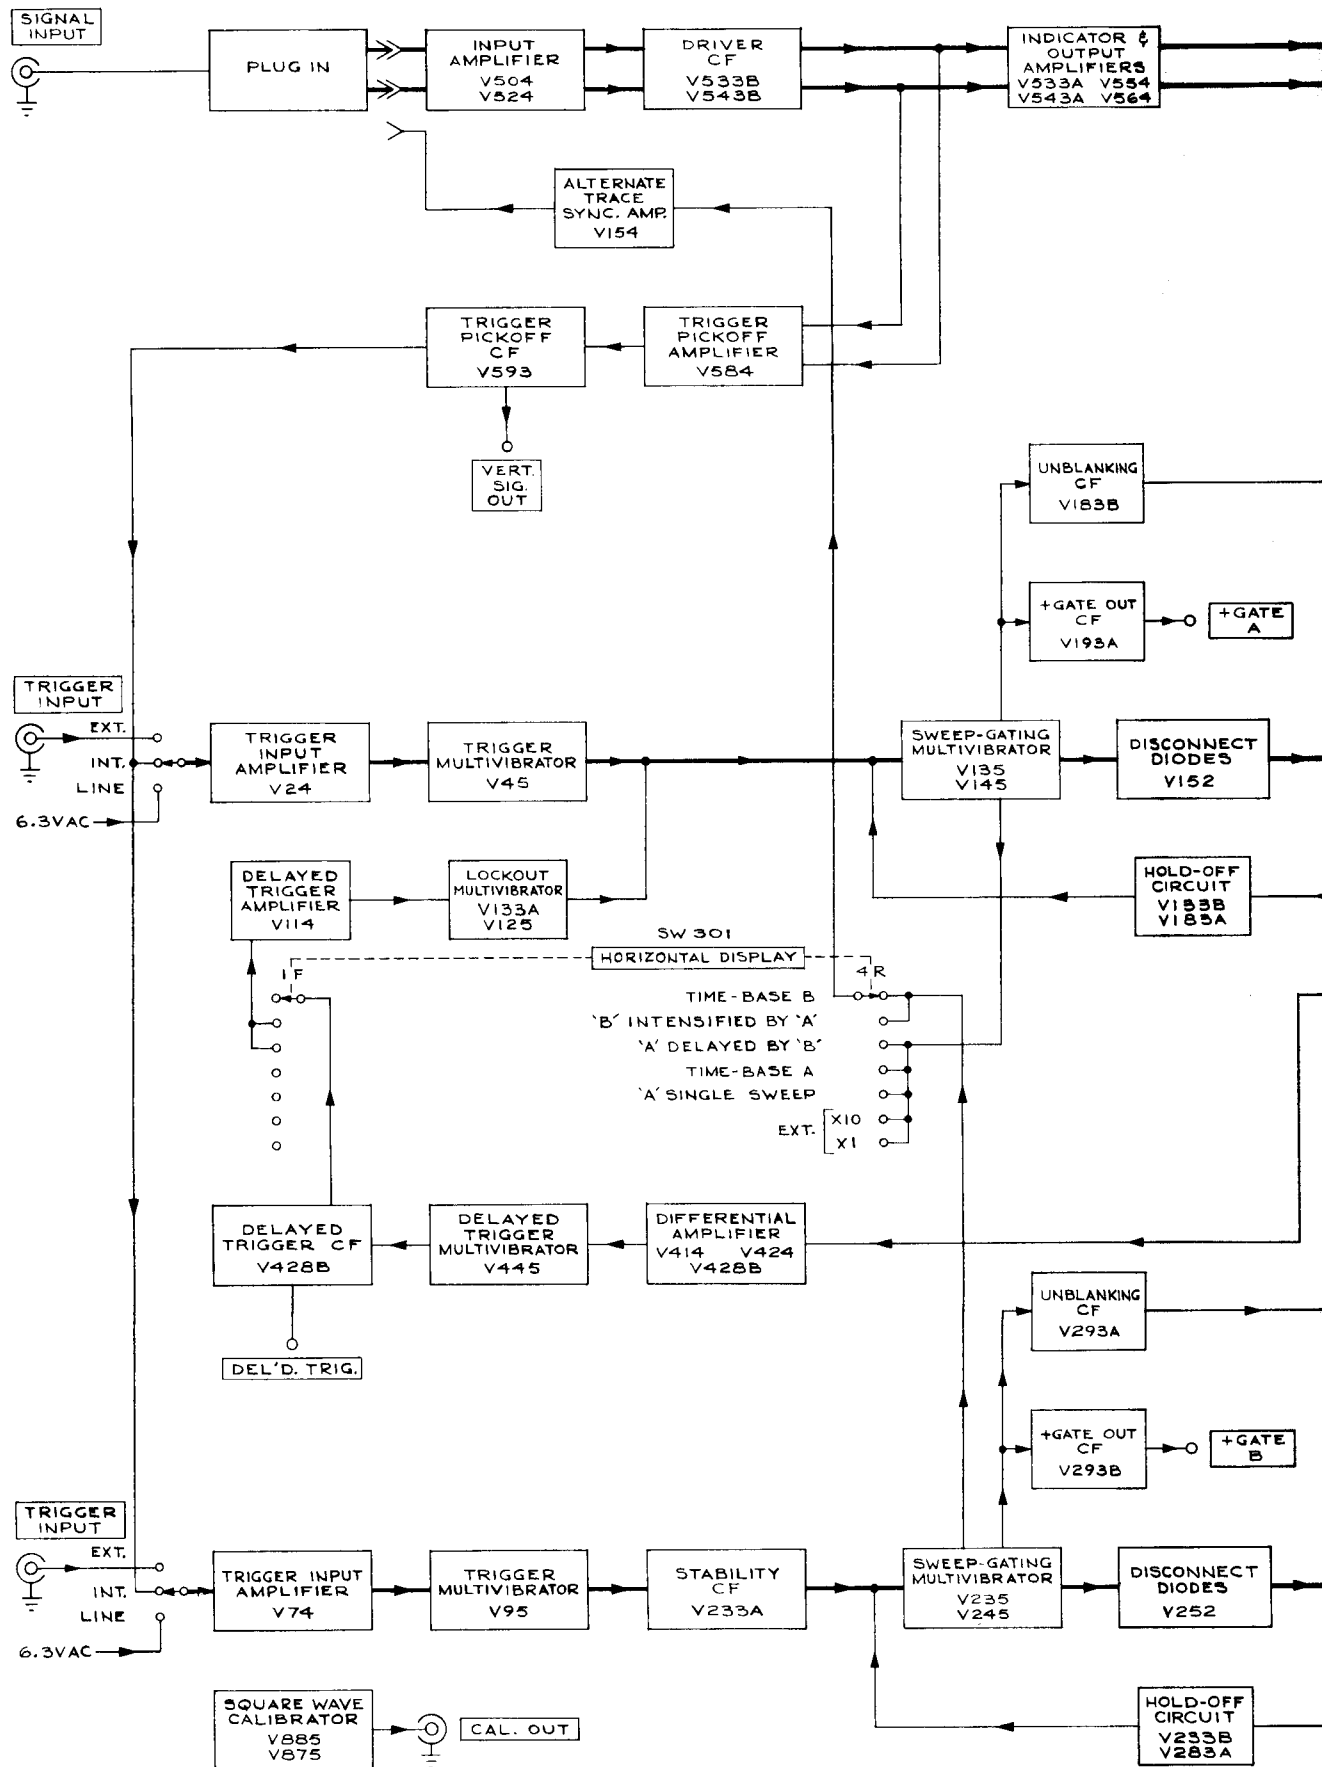 SIGNAL
INPUT
PLUG IN
INPUT
AMPLIFIER
V504
V524
DRIVER
CF
V533B
V543B
INDICATOR &
OUTPUT
AMPLIFIERS
V533A V554
V543A V564
ALTERNATE
TRACE
SYNC. AMP.
V154
TRIGGER
PICKOFF
CF
V593
TRIGGER
PICKOFF
AMPLIFIER
V584
VERT.
SIG.
OUT
UNBLANKING
CF
V183B
+GATE OUT
CF
V193A
+GATE
A
TRIGGER
INPUT
EXT.
INT.
LINE
6.3VAC
TRIGGER
INPUT
AMPLIFIER
V24
TRIGGER
MULTIVIBRATOR
V45
SWEEP-GATING
MULTIVIBRATOR
V135
V145
DISCONNECT
DIODES
V152
DELAYED
TRIGGER
AMPLIFIER
V114
LOCKOUT
MULTIVIBRATOR
V133A
V125
HOLD-OFF
CIRCUIT
V133B
V183A
SW 301
HORIZONTAL DISPLAY
1 F
4 R
TIME-BASE B
'B' INTENSIFIED BY 'A'
'A' DELAYED BY 'B'
TIME-BASE A
'A' SINGLE SWEEP
EXT. X10
X1
DELAYED
TRIGGER CF
V428B
DELAYED
TRIGGER
MULTIVIBRATOR
V445
DIFFERENTIAL
AMPLIFIER
V414 V424
V428B
DEL'D. TRIG.
UNBLANKING
CF
V293A
+GATE OUT
CF
V293B
+GATE
B
TRIGGER
INPUT
EXT.
INT.
LINE
6.3VAC
TRIGGER INPUT
AMPLIFIER
V74
TRIGGER
MULTIVIBRATOR
V95
STABILITY
CF
V233A
SWEEP-GATING
MULTIVIBRATOR
V235
V245
DISCONNECT
DIODES
V252
SQUARE WAVE
CALIBRATOR
V885
V875
CAL. OUT
HOLD-OFF
CIRCUIT
V233B
V283A